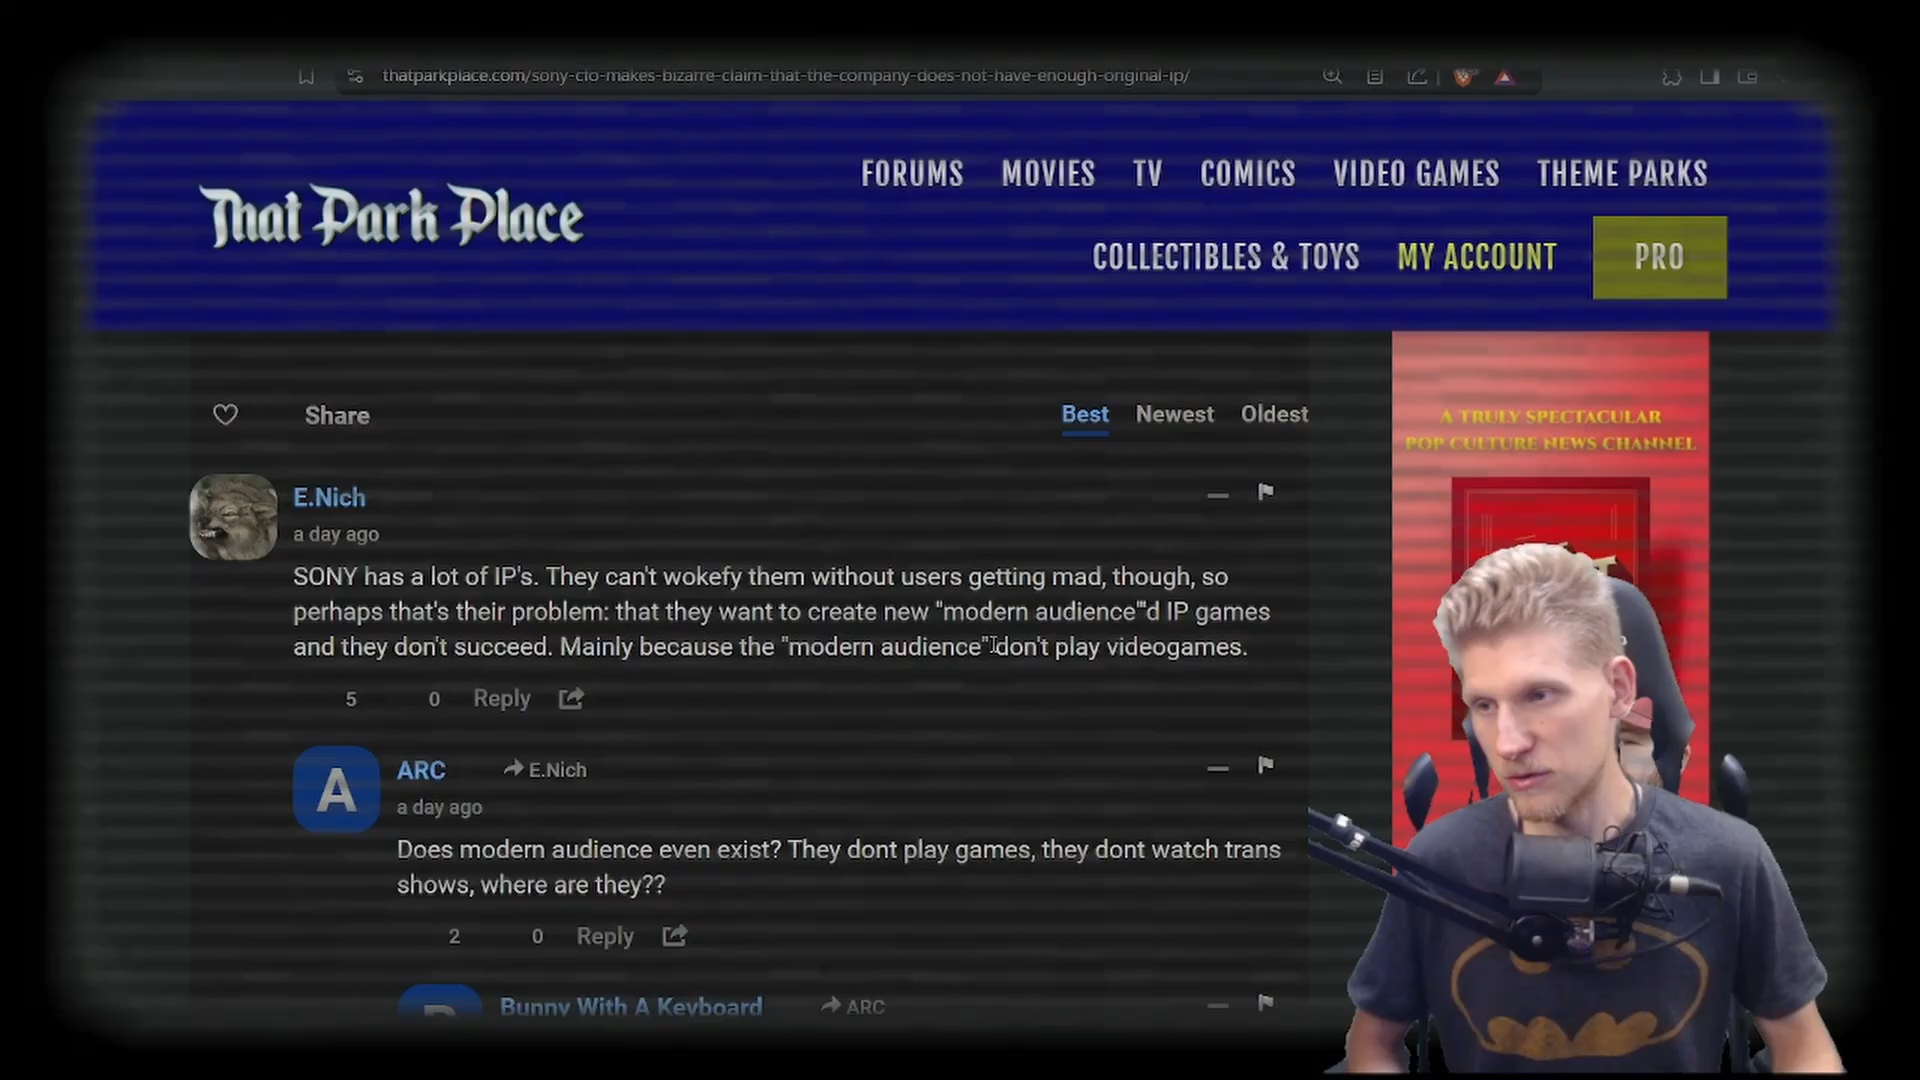 thatparkplace.com/sony-cfo-makes-bizarre-claim-that-the-company-does-not-have-enough-original-ip/
FORUMS MOVIES TV COMICS VIDEO GAMES THEME PARKS
That Park Place
COLLECTIBLES & TOYS MY ACCOUNT PRO
Share
Best Newest Oldest
A TRULY SPECTACULAR
POP CULTURE NEWS CHANNEL
E.Nich
a day ago
SONY has a lot of IP's. They can't wokefy them without users getting mad, though, so
perhaps that's their problem: that they want to create new "modern audience"'d IP games
and they don't succeed. Mainly because the "modern audience" don't play videogames.
5 0 Reply
A
ARC E.Nich
a day ago
Does modern audience even exist? They dont play games, they dont watch trans
shows, where are they??
2 0 Reply
Bunny With A Keyboard ARC